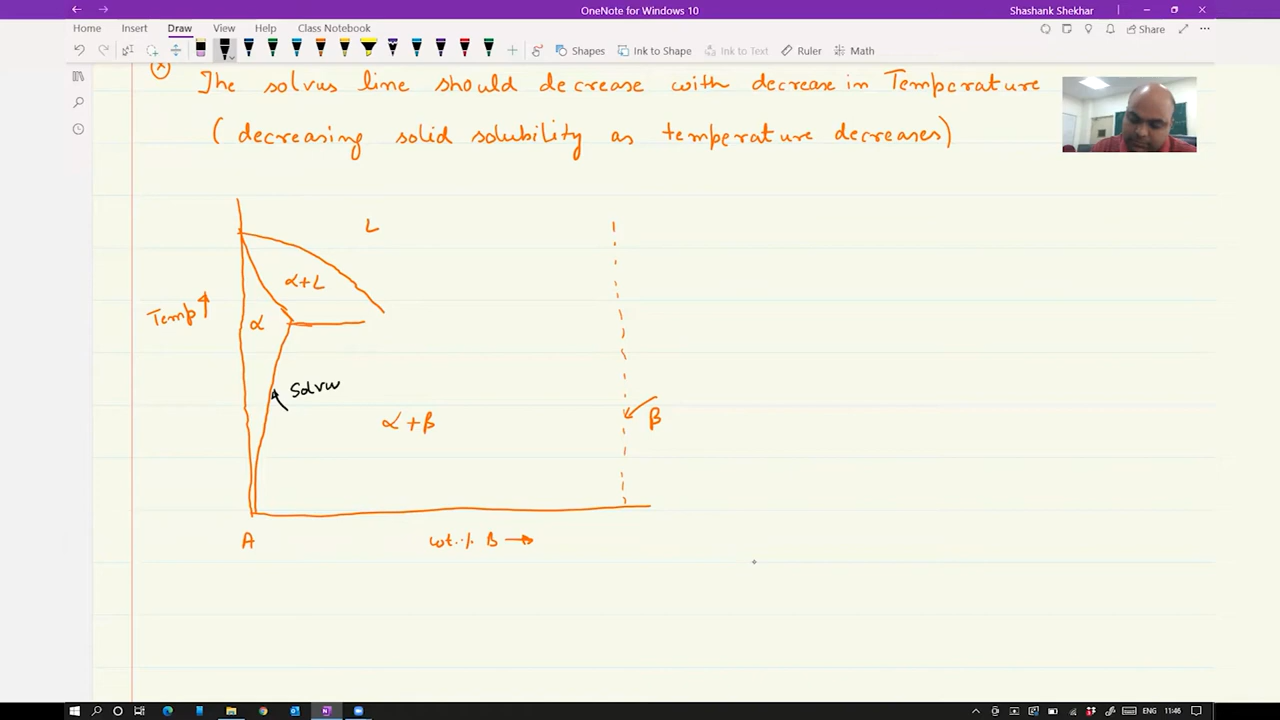 OneNote for Windows 10
Shashank Shekhar
Home Insert Draw View Help Class Notebook
Share
Shapes Ink to Shape Ink to Text Ruler Math
The solvus line should decrease with decrease in Temperature
(decreasing solid solubility as temperature decreases)
L
α+L
Temp↑
α
Solvus
α+β
β
A
wt.% B →
ENG 11:46